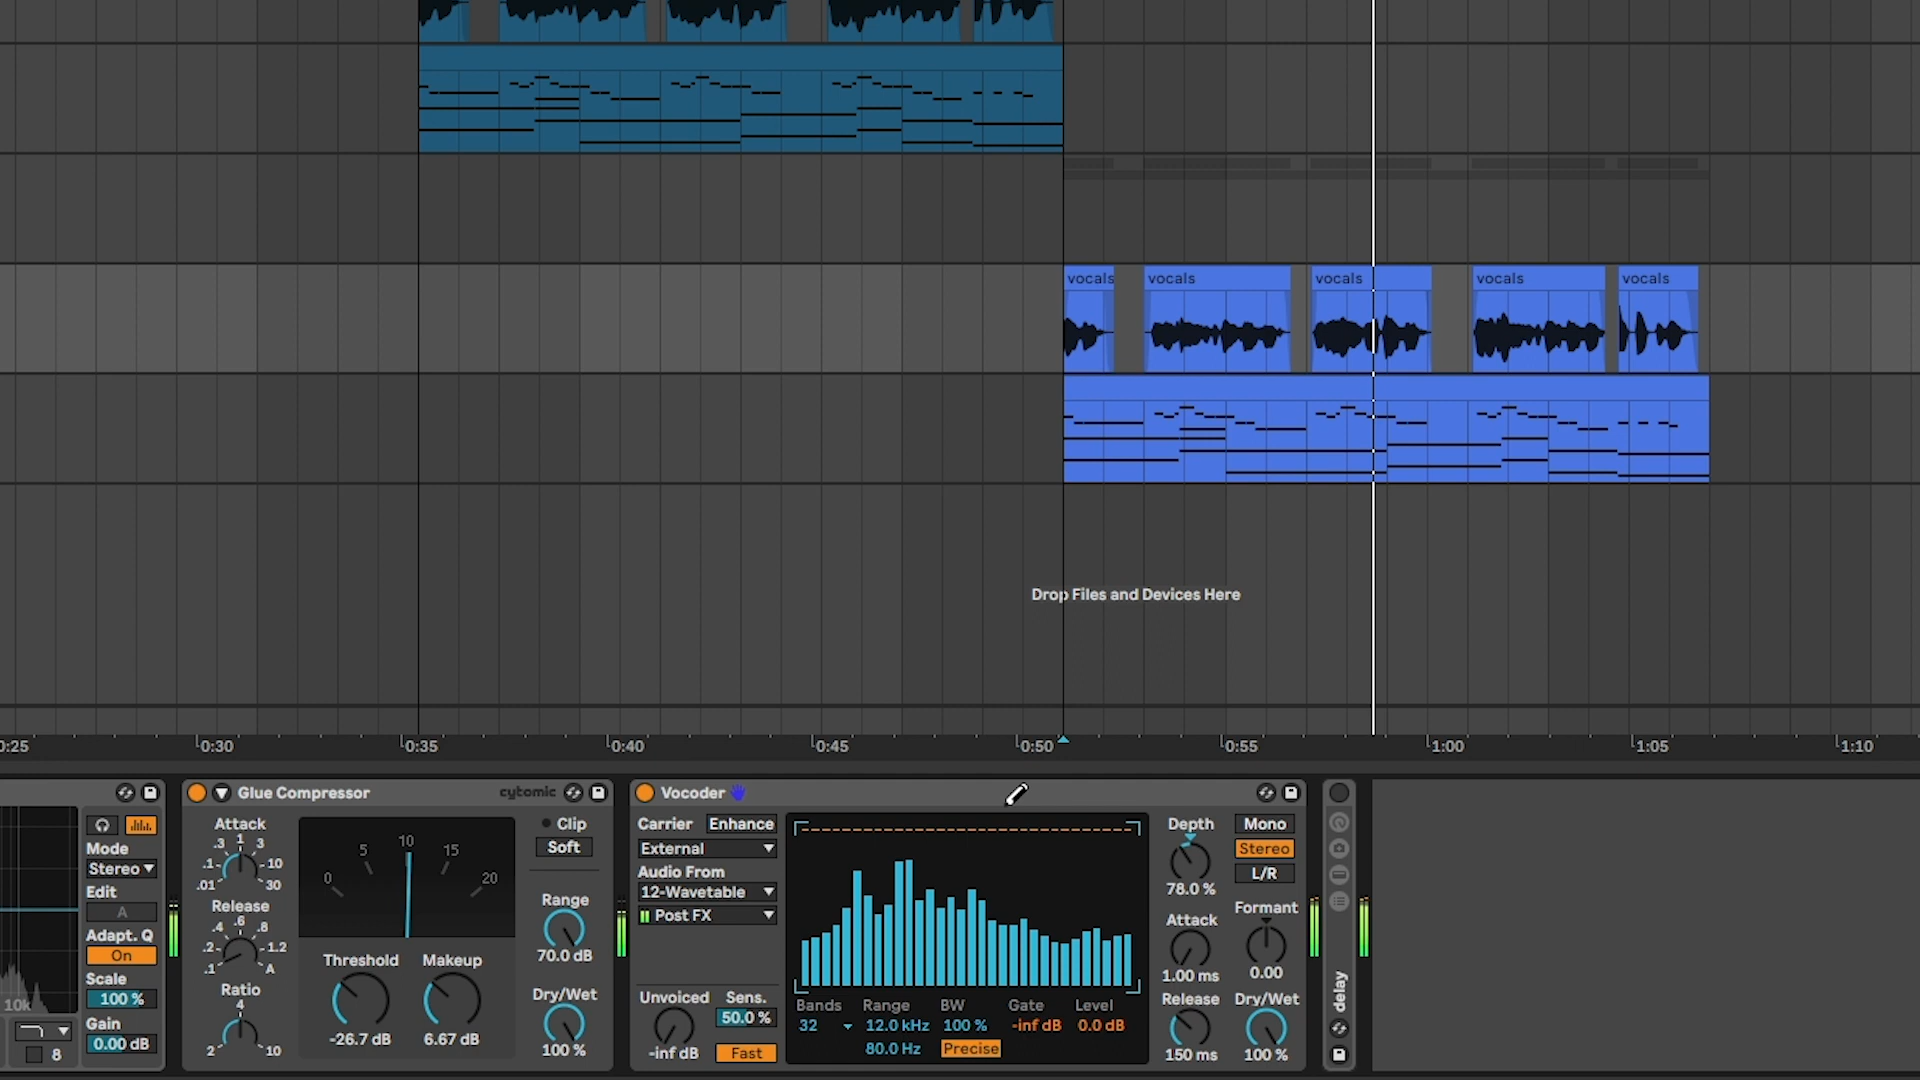 vocals
vocals
vocals
vocals
vocals
Drop Files and Devices Here
0:25
0:30
0:35
0:40
0:45
0:50
0:55
1:00
1:05
1:10
Mode
Stereo
Edit
A
Adapt. Q
On
Scale
100 %
Gain
0.00 dB
10k
8
Glue Compressor
cytomic
Attack
.01 .1 .3 1 3 10 30
Release
.1 .2 .4 .6 .8 1.2 A
Ratio
2 4 10
0 5 10 15 20
Threshold
-26.7 dB
Makeup
6.67 dB
Clip
Soft
Range
70.0 dB
Dry/Wet
100 %
Vocoder
Carrier
Enhance
External
Audio From
12-Wavetable
Post FX
Unvoiced
-inf dB
Sens.
50.0 %
Fast
Bands Range BW Gate Level
32 12.0 kHz 100 % -inf dB 0.0 dB
80.0 Hz Precise
Depth
78.0 %
Attack
1.00 ms
Release
150 ms
Mono
Stereo
L/R
Formant
0.00
Dry/Wet
100 %
delay